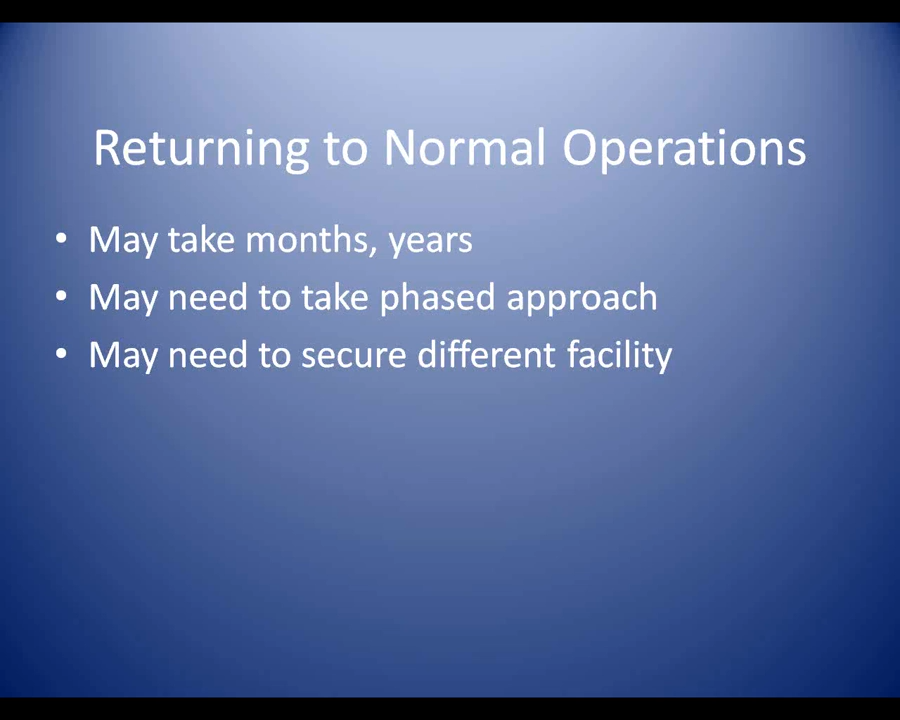 Returning to Normal Operations
• May take months, years
• May need to take phased approach
• May need to secure different facility